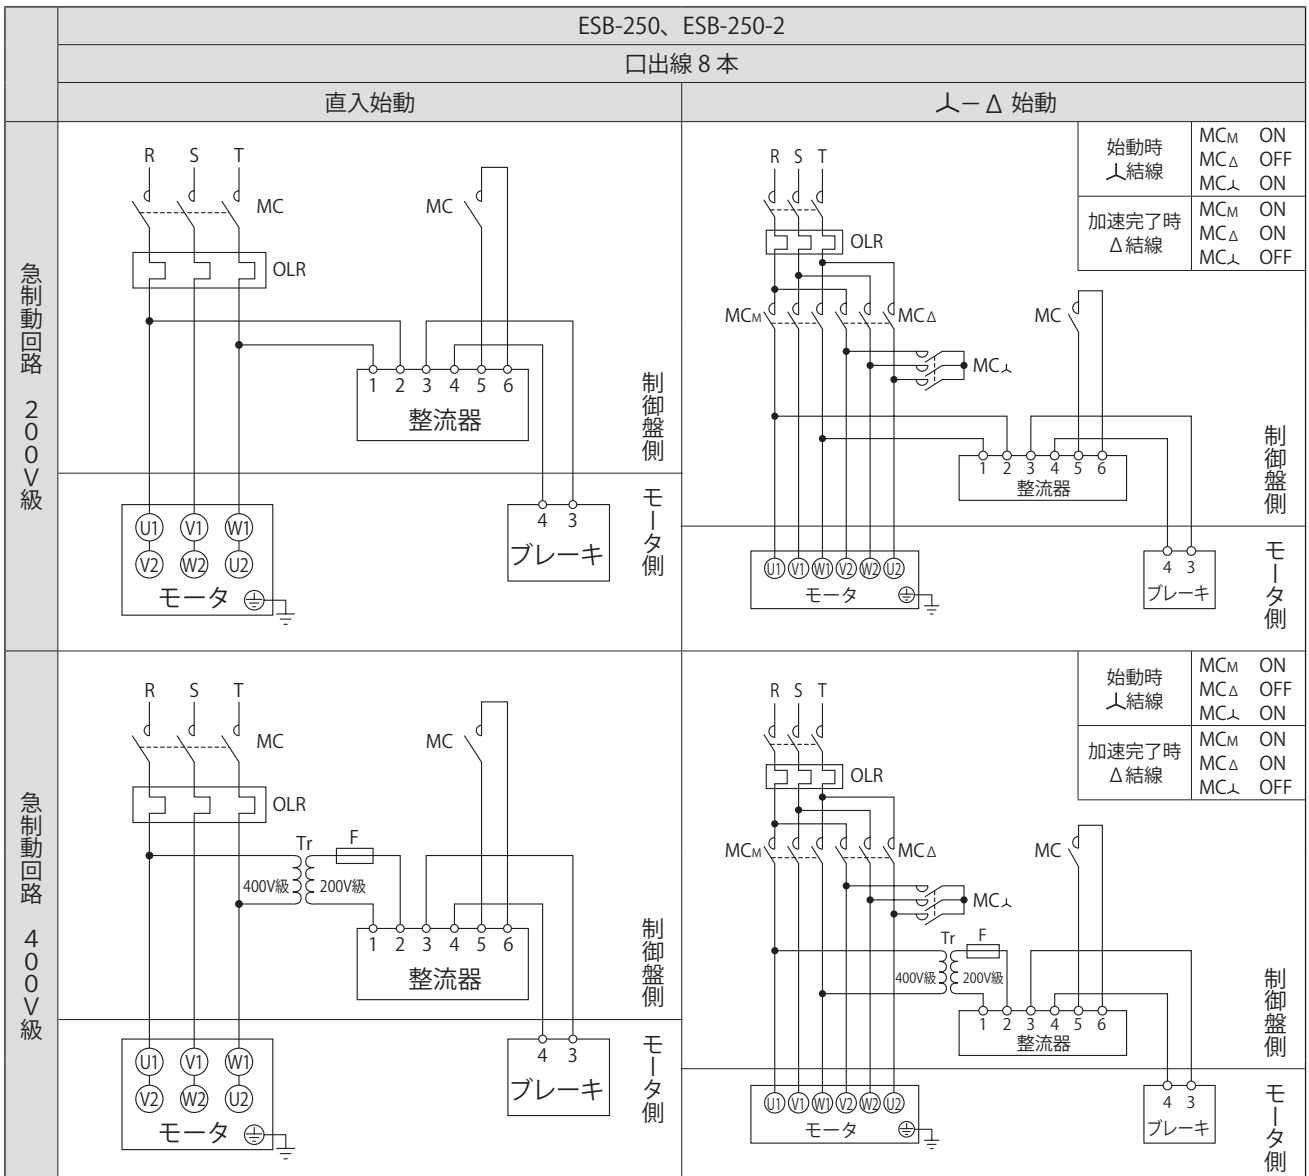 ESB-250、ESB-250-2
口出線 8 本
直入始動
人− Δ 始動
急制動回路 200V級
R S T
MC
MC
OLR
1 2 3 4 5 6
整流器
制御盤側
モータ側
U1 V1 W1
V2 W2 U2
モータ
4 3
ブレーキ
始動時
人結線
MCM ON
MCΔ OFF
MC人 ON
加速完了時
Δ結線
MCM ON
MCΔ ON
MC人 OFF
R S T
OLR
MCM
MCΔ
MC
MC人
1 2 3 4 5 6
整流器
制御盤側
モータ側
U1 V1 W1 V2 W2 U2
モータ
4 3
ブレーキ
急制動回路 400V級
R S T
MC
MC
OLR
Tr F
400V級 200V級
1 2 3 4 5 6
整流器
制御盤側
モータ側
U1 V1 W1
V2 W2 U2
モータ
4 3
ブレーキ
始動時
人結線
MCM ON
MCΔ OFF
MC人 ON
加速完了時
Δ結線
MCM ON
MCΔ ON
MC人 OFF
R S T
OLR
MCM
MCΔ
MC
MC人
Tr F
400V級 200V級
1 2 3 4 5 6
整流器
制御盤側
モータ側
U1 V1 W1 V2 W2 U2
モータ
4 3
ブレーキ